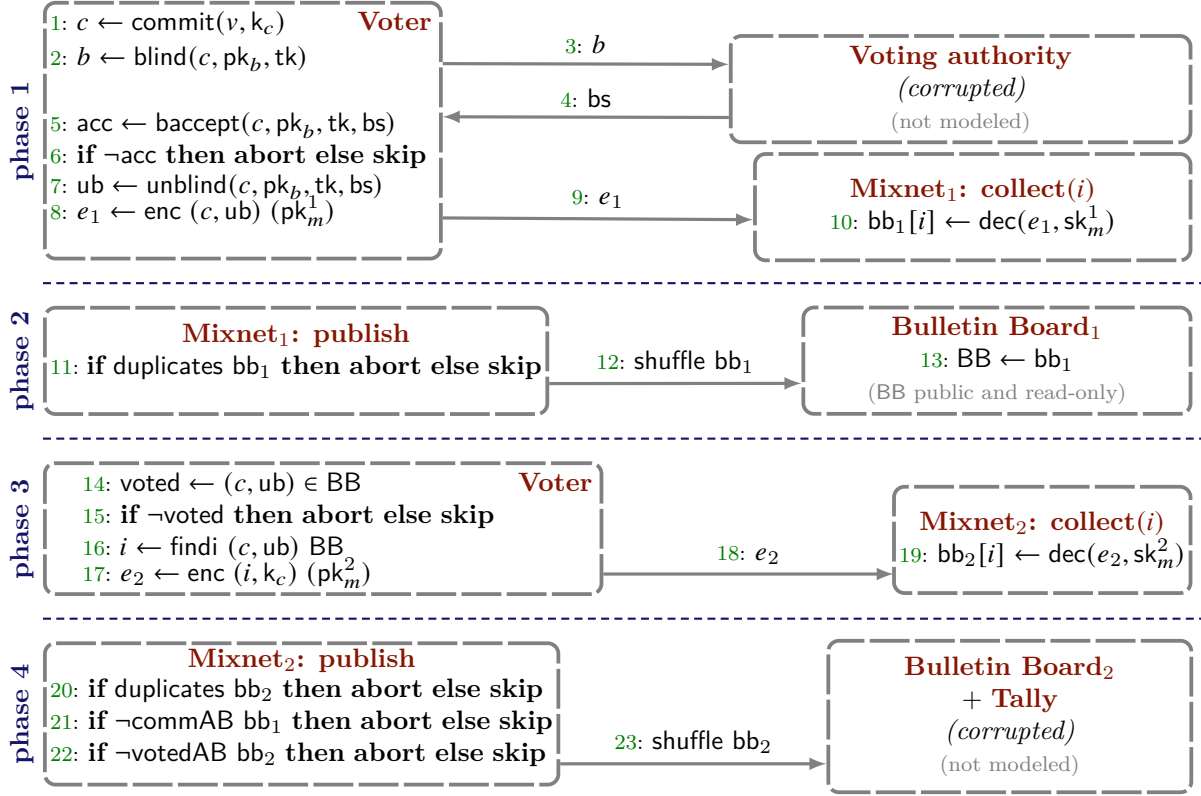 phase 1
1: c ← commit(v, k_c) Voter
2: b ← blind(c, pk_b, tk)
3: b
Voting authority
(corrupted)
(not modeled)
4: bs
5: acc ← baccept(c, pk_b, tk, bs)
6: if ¬acc then abort else skip
7: ub ← unblind(c, pk_b, tk, bs)
8: e_1 ← enc (c, ub) (pk_m^1)
9: e_1
Mixnet_1: collect(i)
10: bb_1[i] ← dec(e_1, sk_m^1)
phase 2
Mixnet_1: publish
11: if duplicates bb_1 then abort else skip
12: shuffle bb_1
Bulletin Board_1
13: BB ← bb_1
(BB public and read-only)
phase 3
14: voted ← (c, ub) ∈ BB Voter
15: if ¬voted then abort else skip
16: i ← findi (c, ub) BB
17: e_2 ← enc (i, k_c) (pk_m^2)
18: e_2
Mixnet_2: collect(i)
19: bb_2[i] ← dec(e_2, sk_m^2)
phase 4
Mixnet_2: publish
20: if duplicates bb_2 then abort else skip
21: if ¬commAB bb_1 then abort else skip
22: if ¬votedAB bb_2 then abort else skip
23: shuffle bb_2
Bulletin Board_2
+ Tally
(corrupted)
(not modeled)